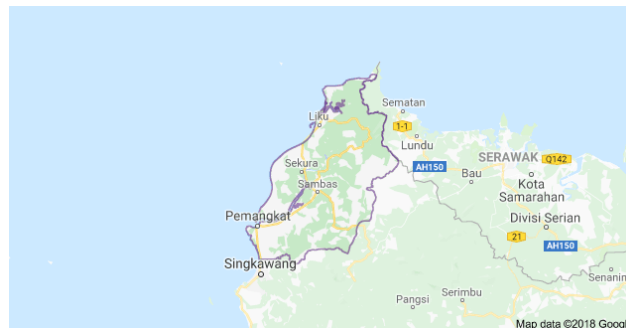 Sematan
Liku
1-1
Lundu
SERAWAK
Q142
Sekura
AH150
Bau
Kota
Samarahan
Sambas
Pemangkat
Divisi Serian
21
AH150
Singkawang
Senanin
Serimbu
Pangsi
Map data ©2018 Googl